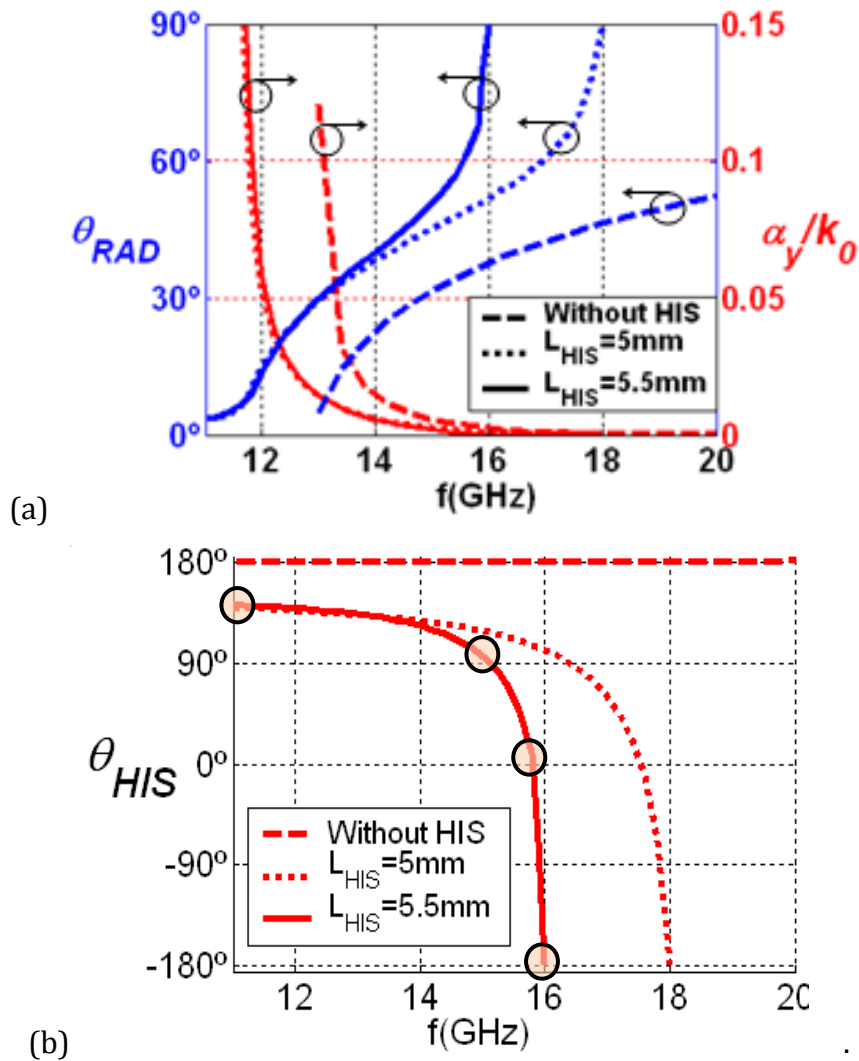 90º
60º
30º
0º
θRAD
0.15
0.1
0.05
0
αy/k0
Without HIS
LHIS=5mm
LHIS=5.5mm
12 14 16 18 20
f(GHz)
(a)
180º
90º
0º
-90º
-180º
θHIS
Without HIS
LHIS=5mm
LHIS=5.5mm
12 14 16 18 20
f(GHz)
(b)
.